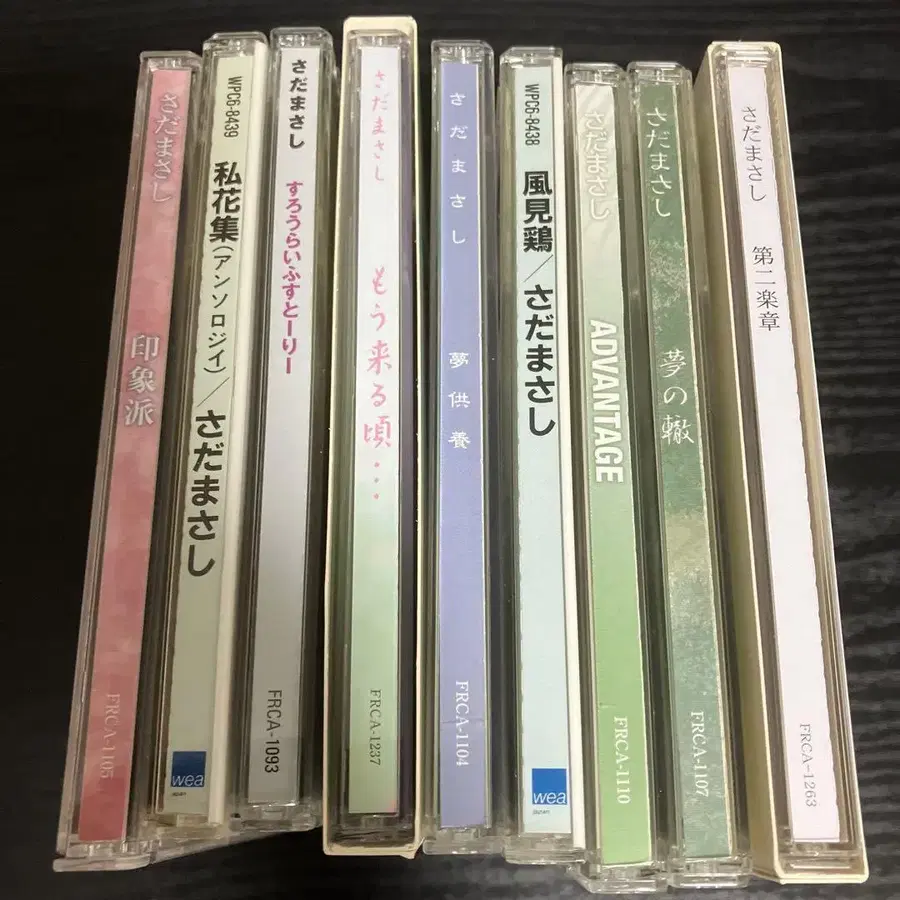 さだまさし
印象派
FRCA-1105
WPC6-8439
私花集(アンソロジイ)/さだまさし
wea
japan
さだまさし
すろうらいふすとーりー
FRCA-1093
さだまさし
もう来る頃…
FRCA-1237
さだまさし
夢供養
FRCA-1104
WPC6-8438
風見鶏/さだまさし
wea
japan
さだまさし
ADVANTAGE
FRCA-1110
さだまさし
夢の轍
FRCA-1107
さだまさし
第二楽章
FRCA-1263